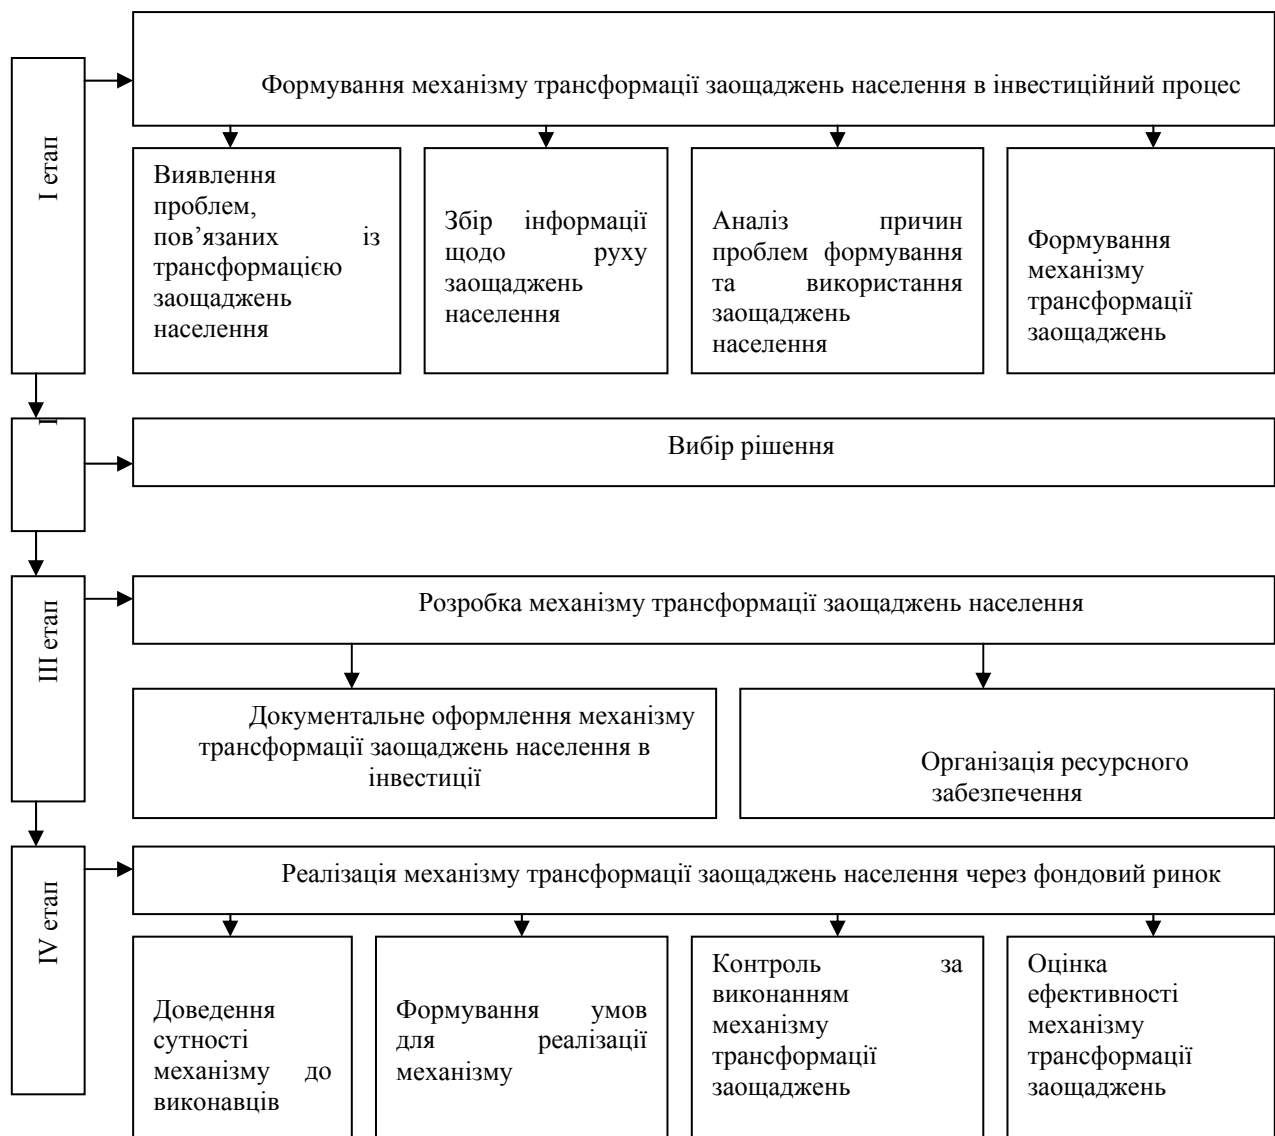 І етап
Формування механізму трансформації заощаджень населення в інвестиційний процес
Виявлення
проблем,
пов’язаних із
трансформацією
заощаджень
населення
Збір інформації
щодо руху
заощаджень
населення
Аналіз причин
проблем формування
та використання
заощаджень
населення
Формування
механізму
трансформації
заощаджень
Вибір рішення
ІІІ етап
Розробка механізму трансформації заощаджень населення
Документальне оформлення механізму
трансформації заощаджень населення в
інвестиції
Організація ресурсного
забезпечення
IV етап
Реалізація механізму трансформації заощаджень населення через фондовий ринок
Доведення
сутності
механізму до
виконавців
Формування умов
для реалізації
механізму
Контроль за
виконанням
механізму
трансформації
заощаджень
Оцінка
ефективності
механізму
трансформації
заощаджень